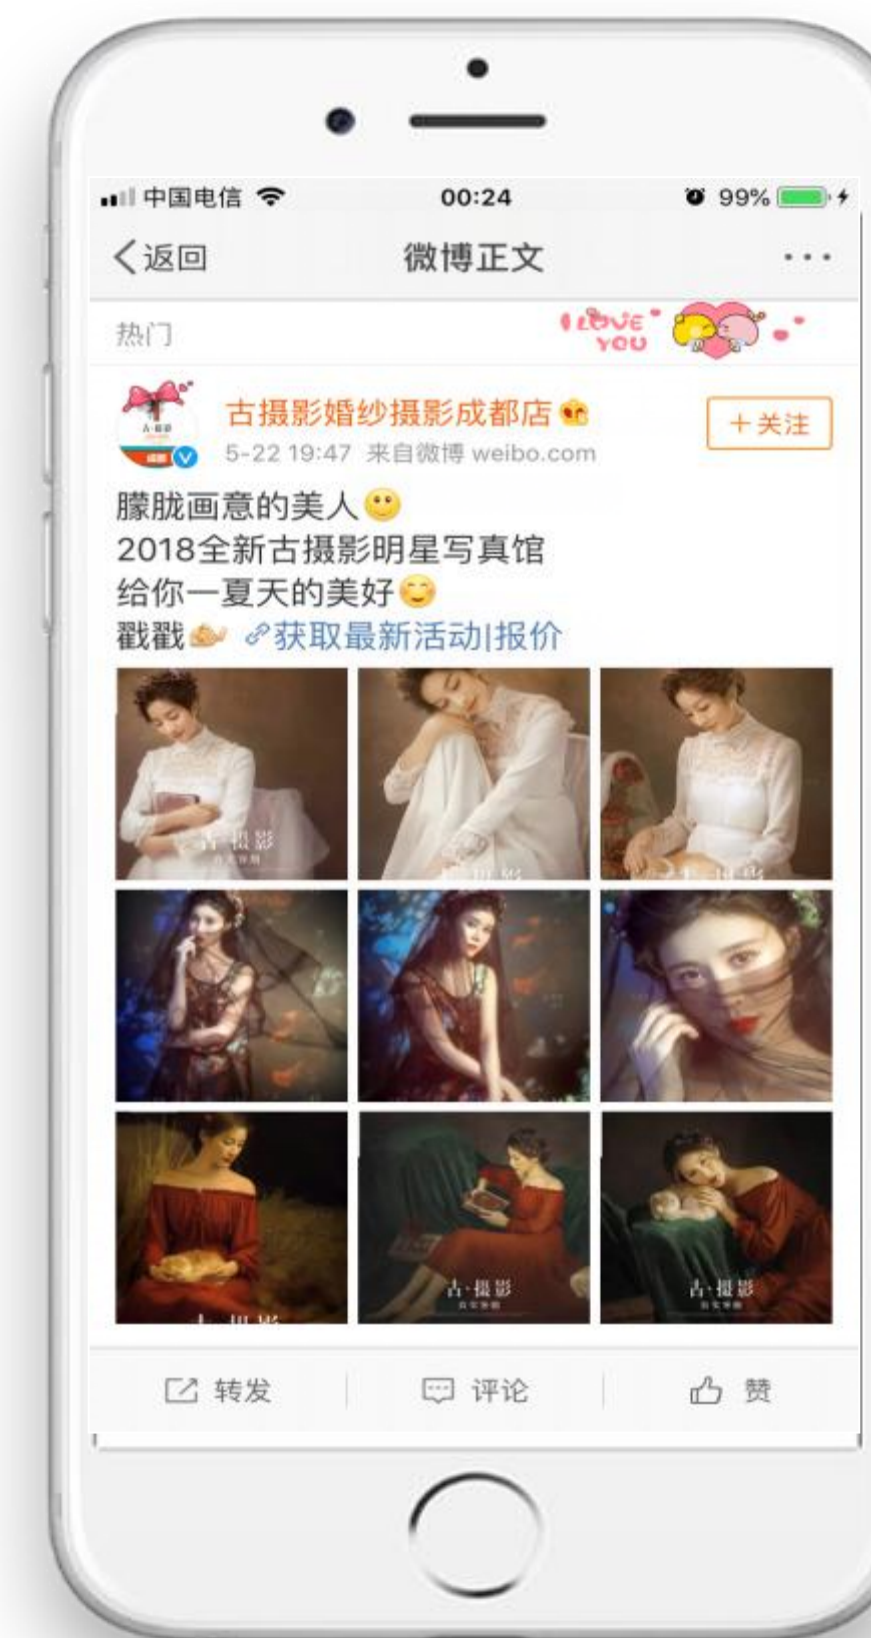 中国电信 00:24 99%
返回 微博正文 ···
热门 I LOVE YOU
古·摄影
古摄影婚纱摄影成都店
+关注
5-22 19:47 来自微博 weibo.com
朦胧画意的美人
2018全新古摄影明星写真馆
给你一夏天的美好
戳戳 获取最新活动|报价
古·摄影
古·摄影
古·摄影
转发 评论 赞